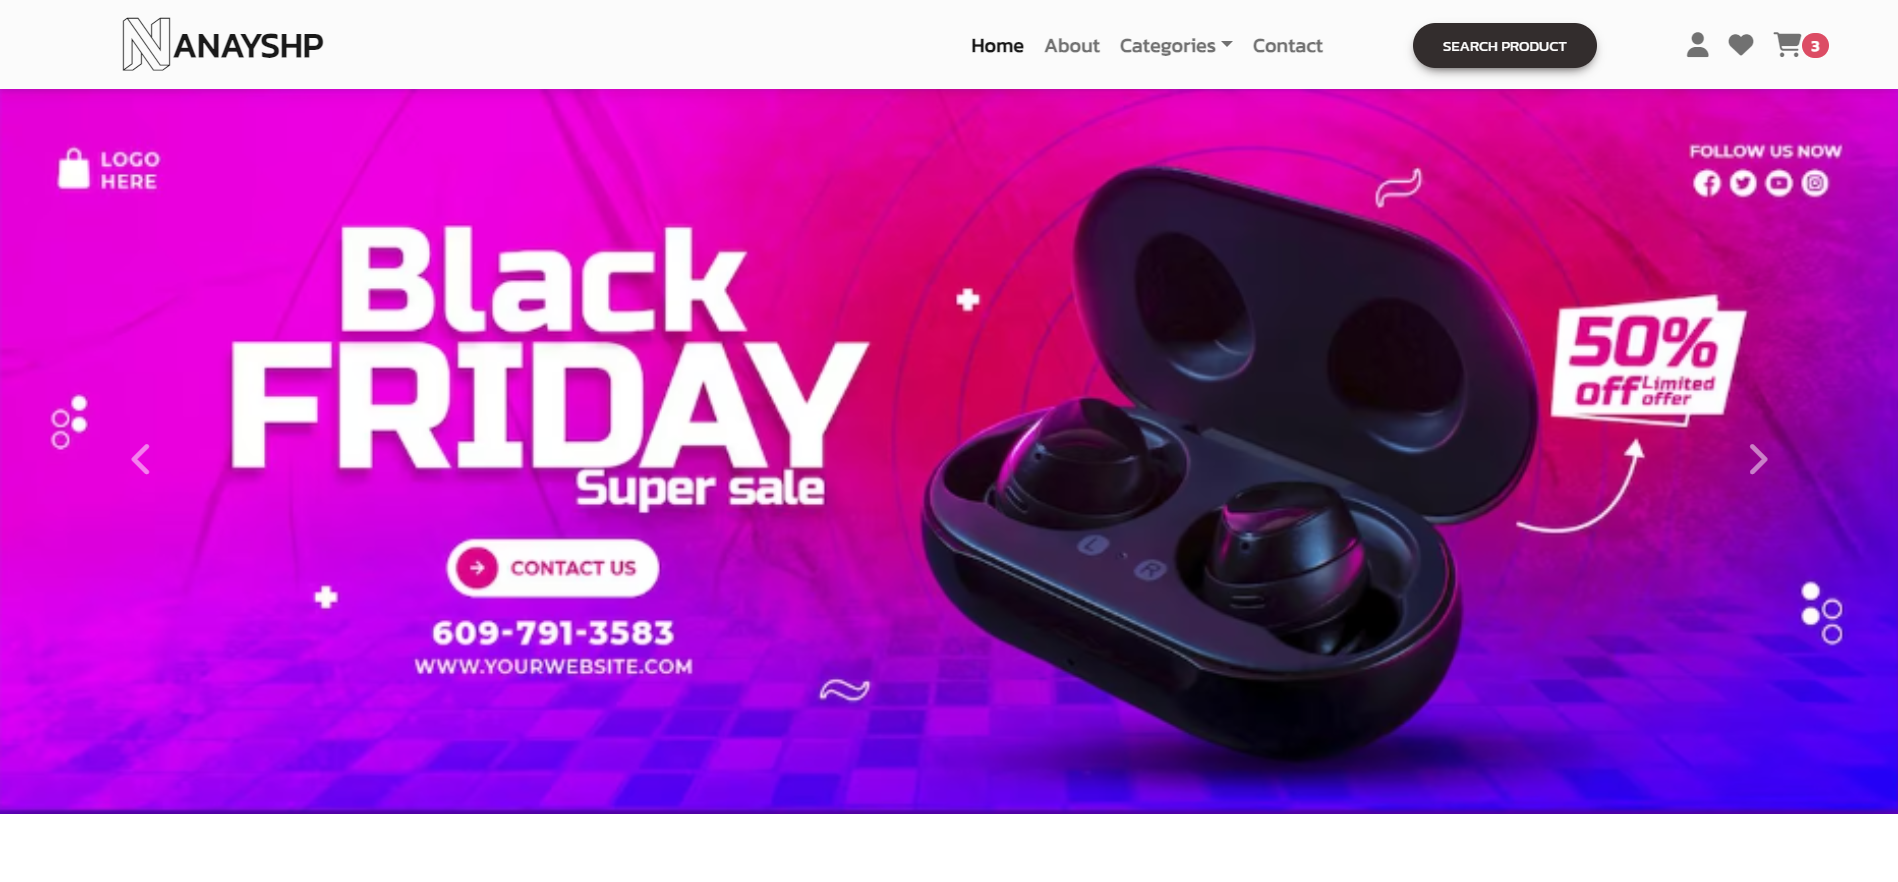 NANAYSHP
Home About Categories Contact
SEARCH PRODUCT
3
LOGO
HERE
FOLLOW US NOW
Black
FRIDAY
Super sale
50%
off Limited
offer
CONTACT US
L
R
609-791-3583
WWW.YOURWEBSITE.COM